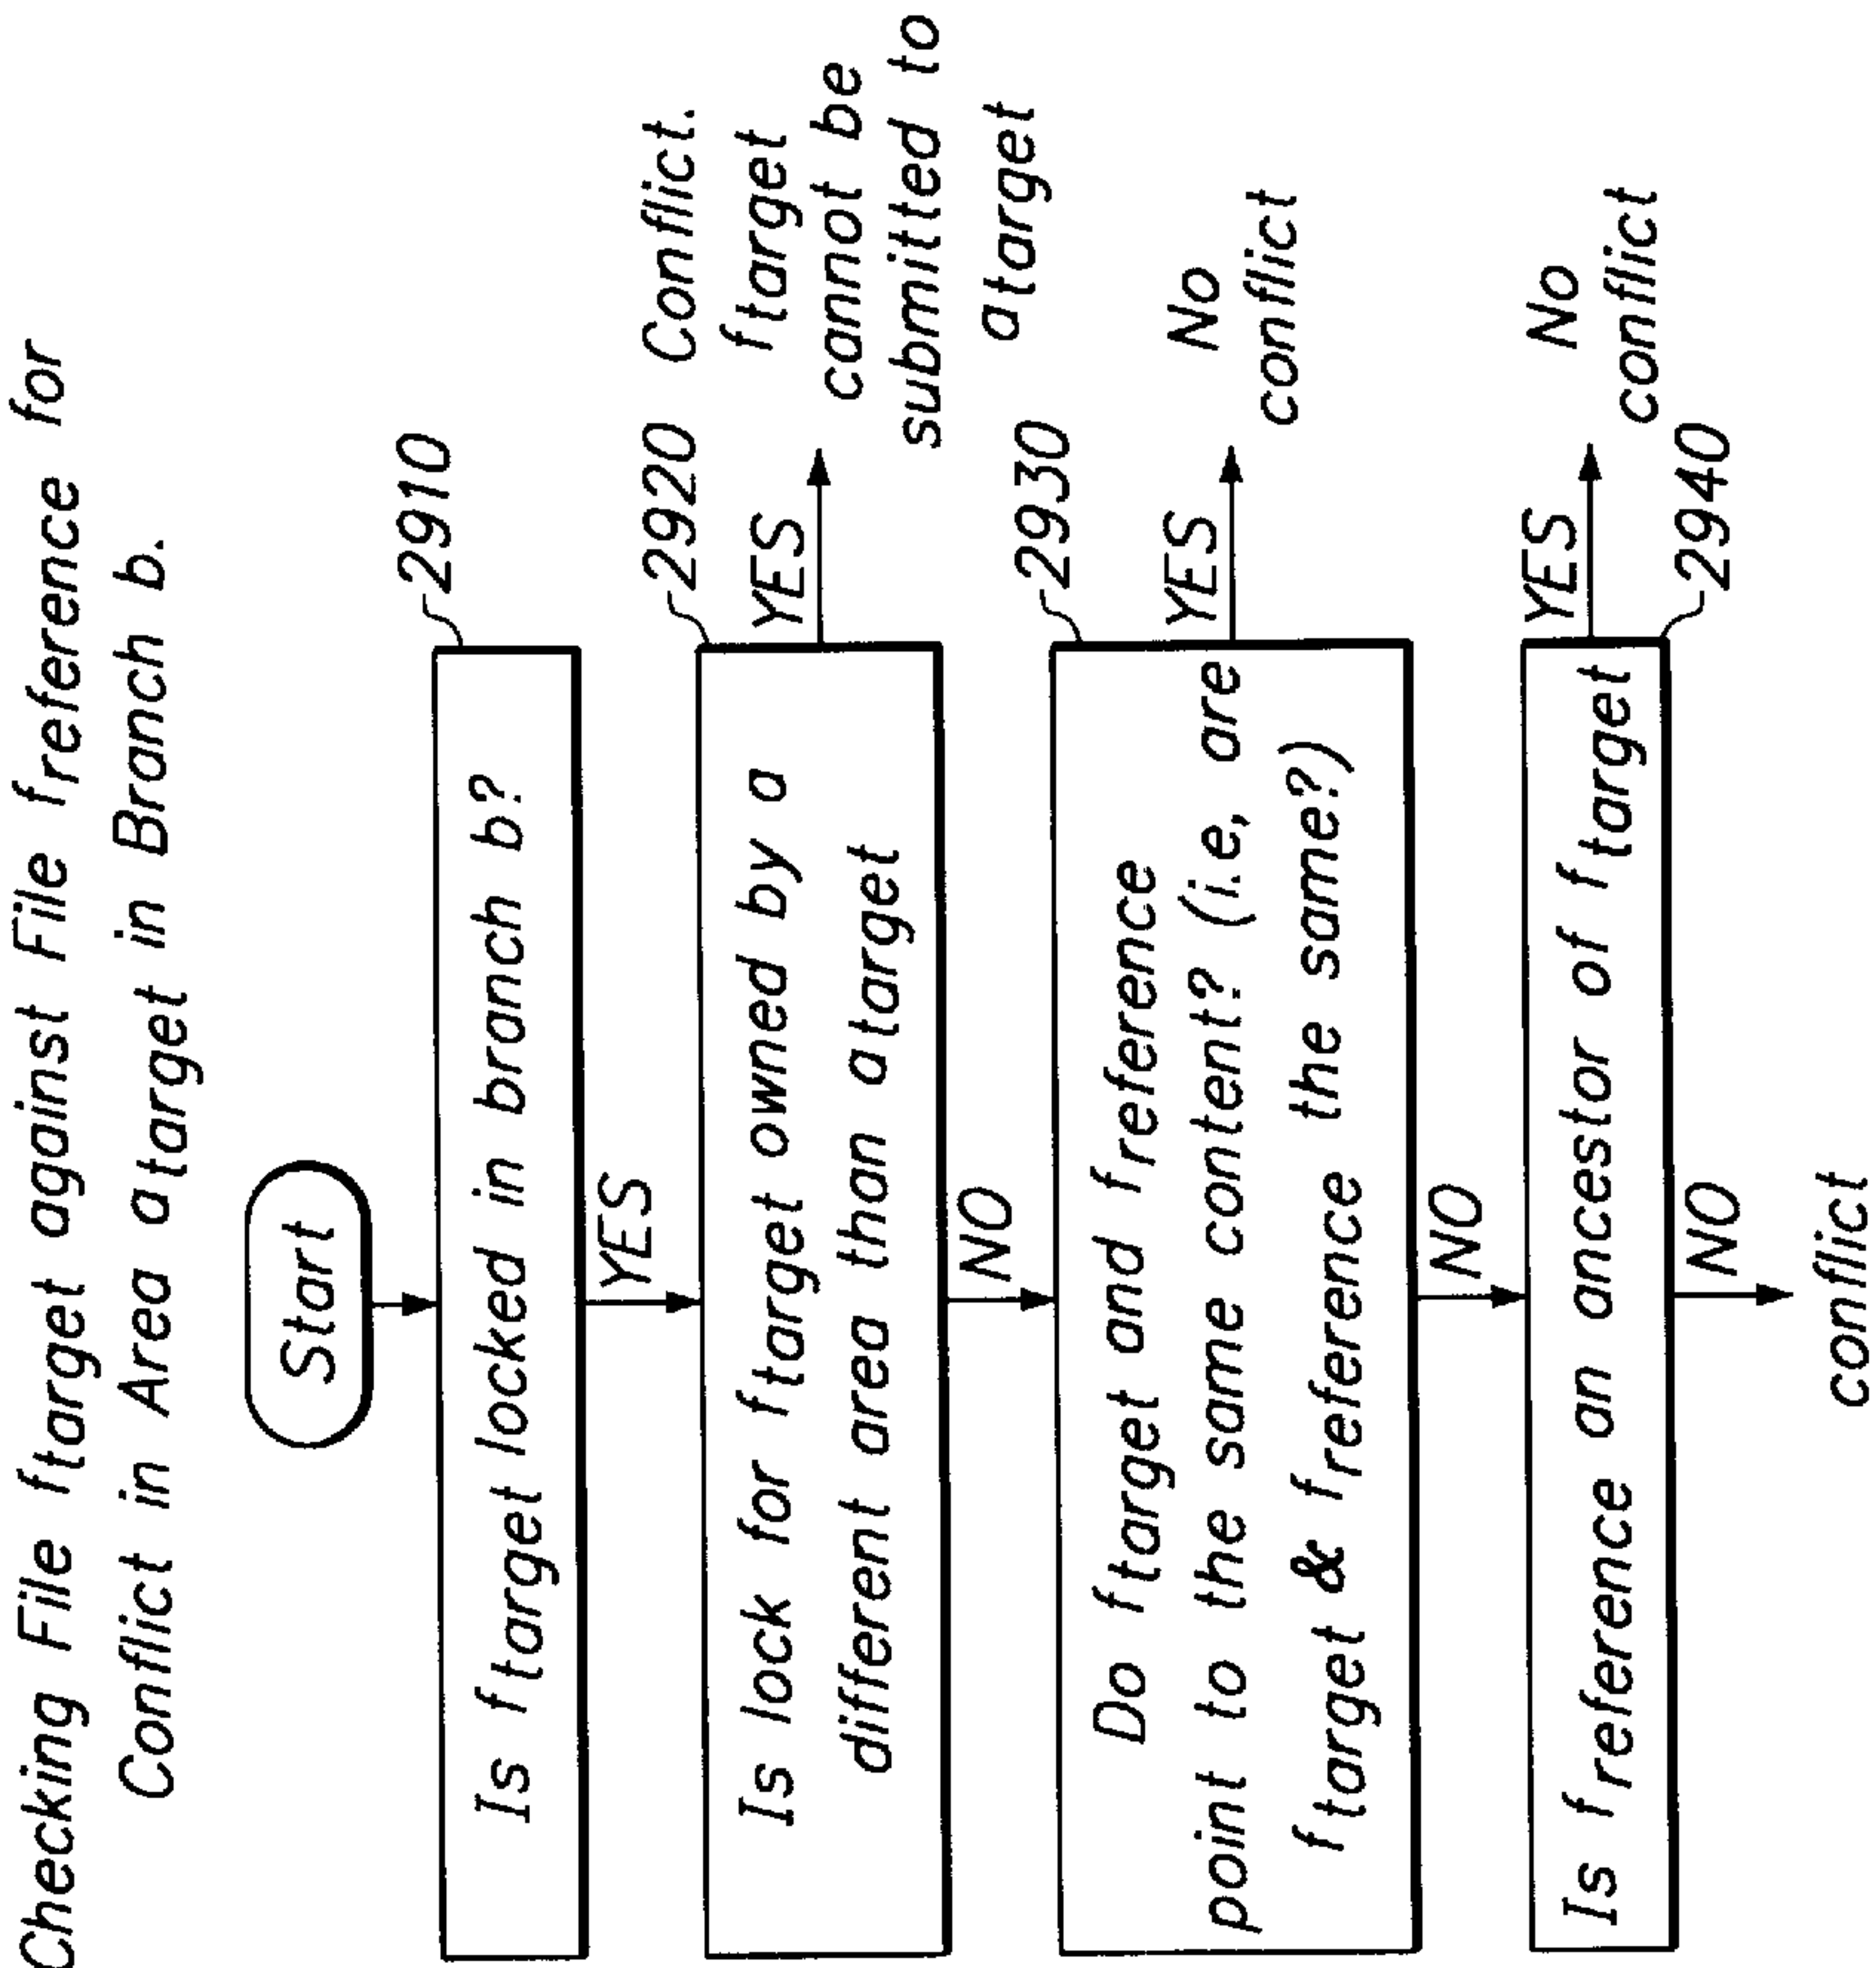 Checking File ftarget against File freference for
Conflict in Area atarget in Branch b.
Start
2910
Is ftarget locked in branch b?
YES
2920
Is lock for ftarget owned by a
different area than atarget
YES
Conflict.
ftarget
cannot be
submitted to
atarget
NO
2930
Do ftarget and freference
point to the same content? (i.e, are
ftarget & freference the same?)
YES
No
conflict
NO
Is freference an ancestor of ftarget
YES
No
conflict
2940
NO
conflict